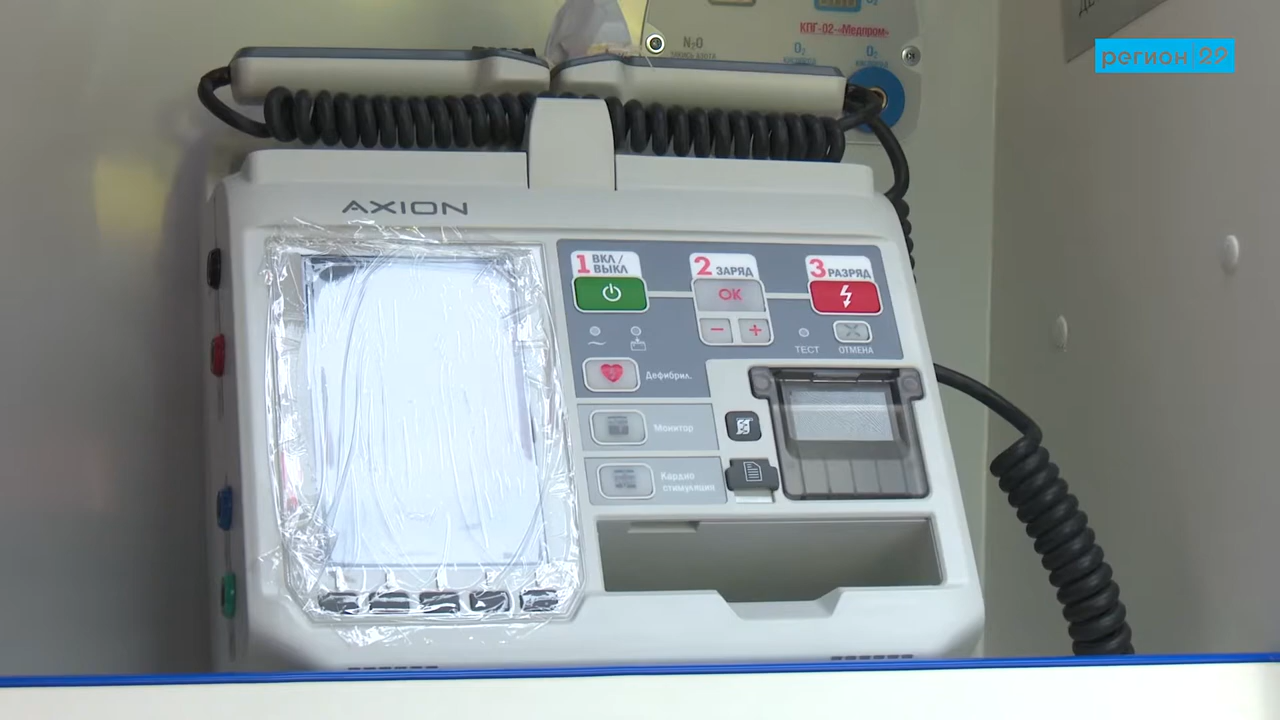 O₂
КПГ-02-«Медпром»
N₂O
O₂
O₂
регион 29
AXION
1 ВКЛ/
ВЫКЛ
2 ЗАРЯД
3 РАЗРЯД
OK
− +
ТЕСТ
ОТМЕНА
Дефибрил.
Монитор
Кардио
стимуляция